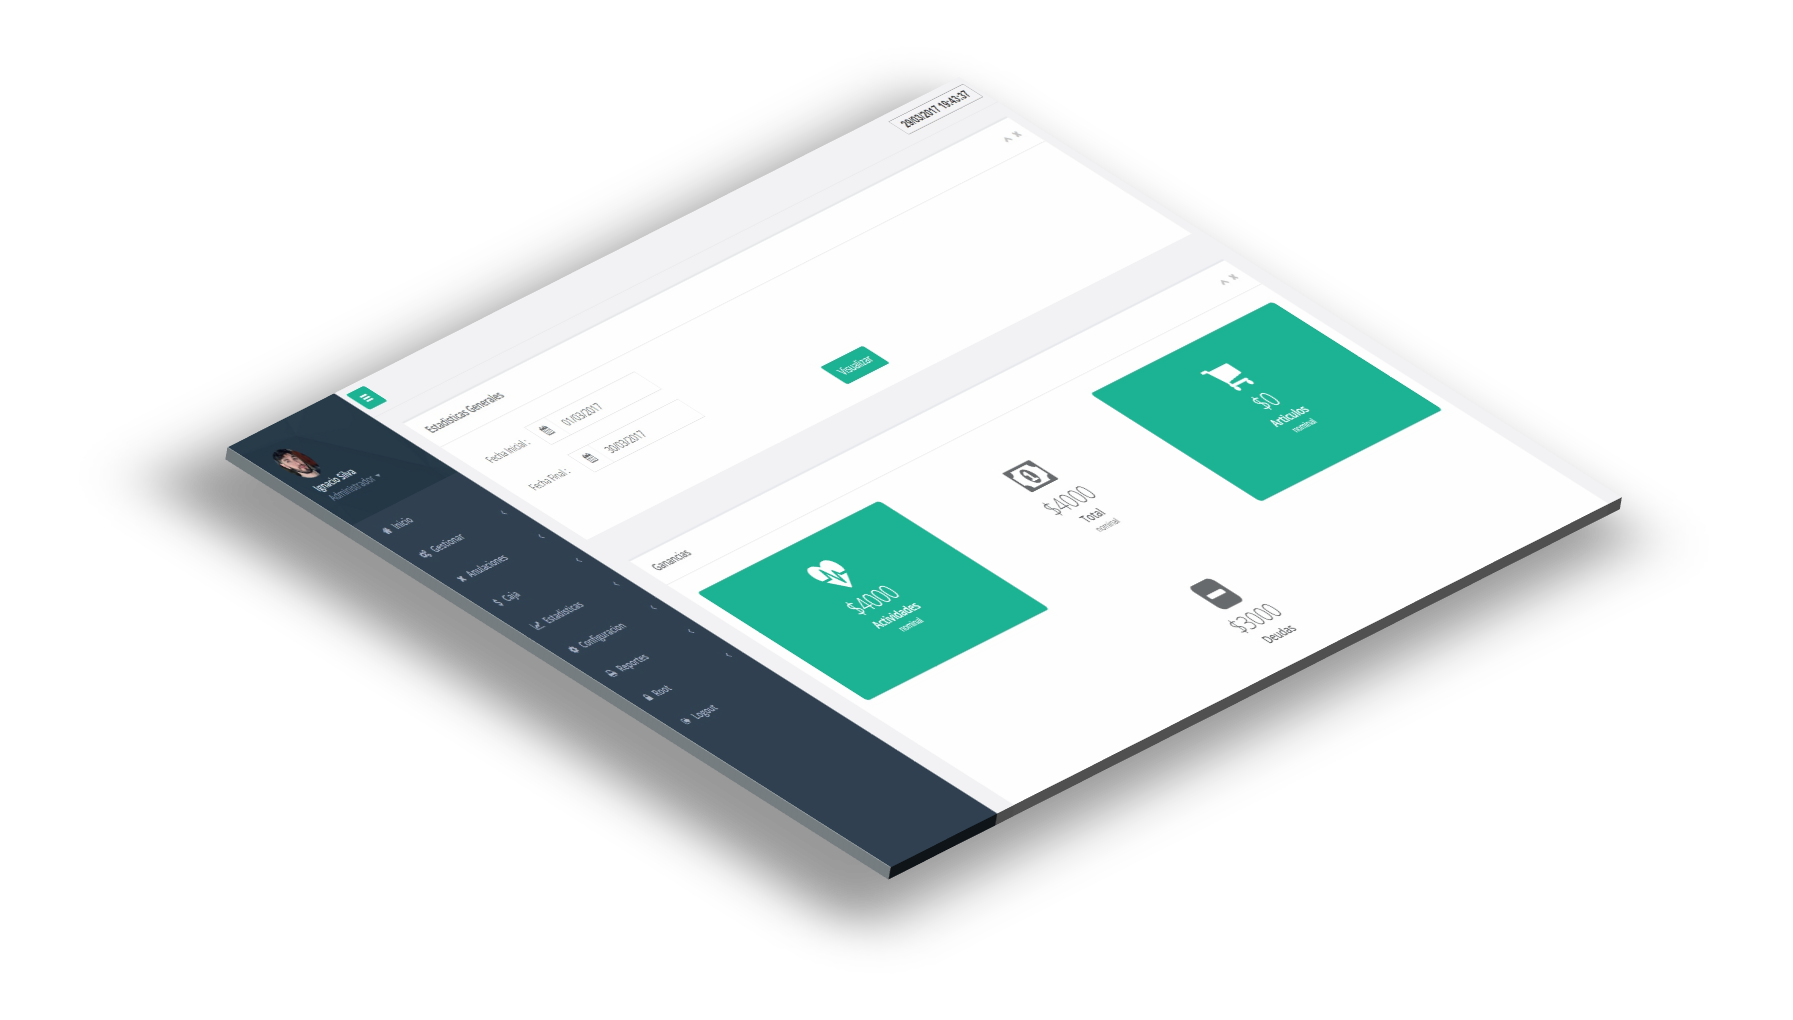 29/03/2017 19:43:37
Ignacio Silva
Administrador
Inicio
Gestionar
Anulaciones
$ Caja
Estadisticas
Configuracion
Reportes
Root
Logout
Estadisticas Generales
Fecha Inicial :
01/03/2017
Fecha Final :
30/03/2017
Visualizar
Ganancias
$4000
Actividades
nominal
$4000
Total
nominal
$0
Articulos
nominal
$3000
Deudas